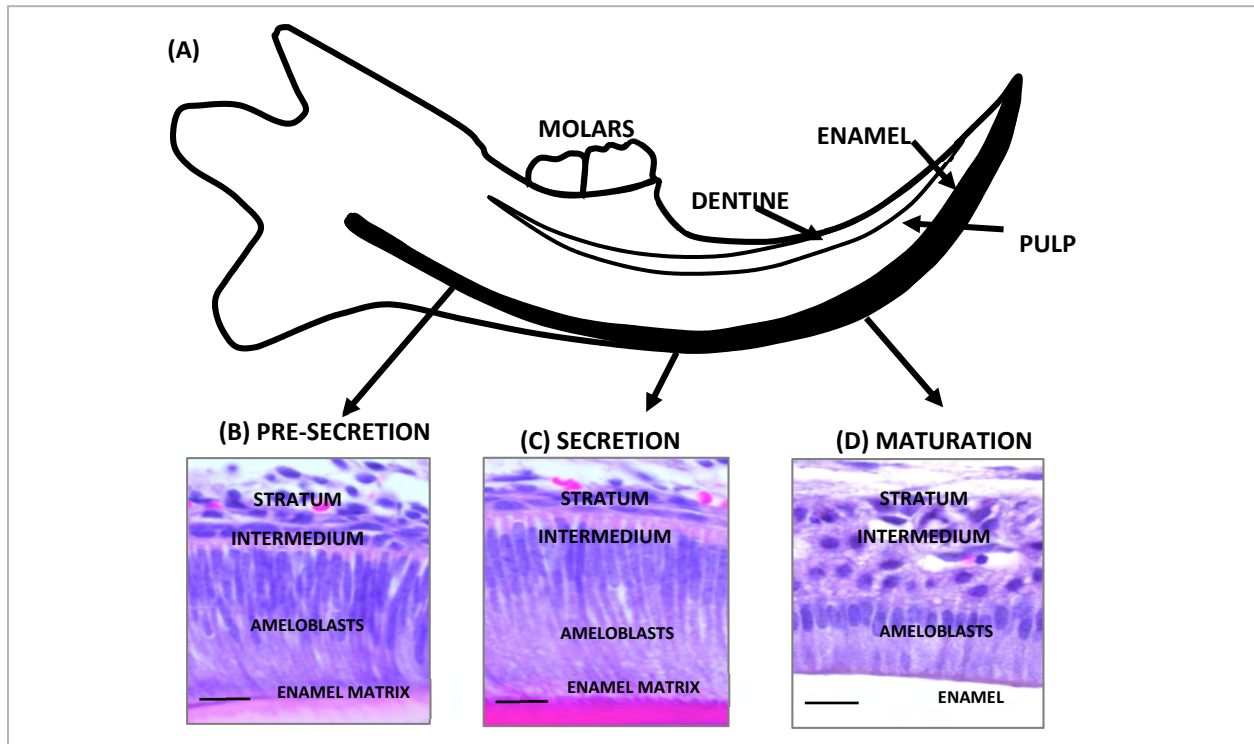 (A)
MOLARS
ENAMEL
DENTINE
PULP
(B) PRE-SECRETION
(C) SECRETION
(D) MATURATION
STRATUM
INTERMEDIUM
AMELOBLASTS
ENAMEL MATRIX
STRATUM
INTERMEDIUM
AMELOBLASTS
ENAMEL MATRIX
STRATUM
INTERMEDIUM
AMELOBLASTS
ENAMEL